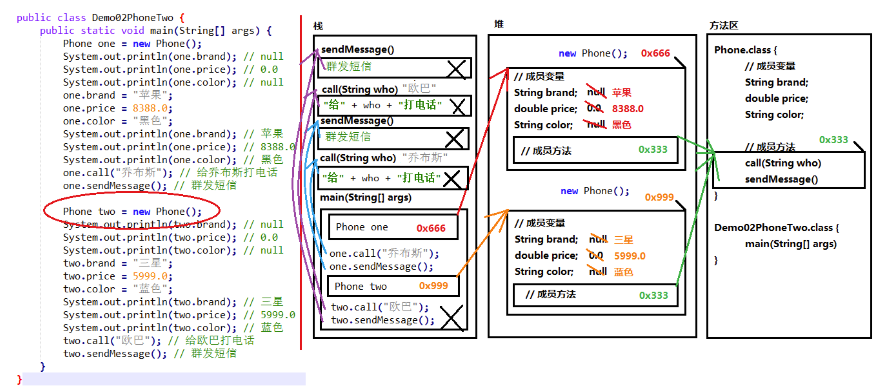 public class Demo02PhoneTwo {
public static void main(String[] args) {
Phone one = new Phone();
System.out.println(one.brand); // null
System.out.println(one.price); // 0.0
System.out.println(one.color); // null
one.brand = "苹果";
one.price = 8388.0;
one.color = "黑色";
System.out.println(one.brand); // 苹果
System.out.println(one.price); // 8388.0
System.out.println(one.color); // 黑色
one.call("乔布斯"); // 给乔布斯打电话
one.sendMessage(); // 群发短信
Phone two = new Phone();
System.out.println(two.brand); // null
System.out.println(two.price); // 0.0
System.out.println(two.color); // null
two.brand = "三星";
two.price = 5999.0;
two.color = "蓝色";
System.out.println(two.brand); // 三星
System.out.println(two.price); // 5999.0
System.out.println(two.color); // 蓝色
two.call("欧巴"); // 给欧巴打电话
two.sendMessage(); // 群发短信
}
}
栈
sendMessage()
群发短信
call(String who) "欧巴"
"给" + who + "打电话"
sendMessage()
群发短信
call(String who) "乔布斯"
"给" + who + "打电话"
main(String[] args)
Phone one 0x666
one.call("乔布斯");
one.sendMessage();
Phone two 0x999
two.call("欧巴");
two.sendMessage();
堆
new Phone(); 0x666
// 成员变量
String brand; null 苹果
double price; 0.0 8388.0
String color; null 黑色
// 成员方法 0x333
new Phone(); 0x999
// 成员变量
String brand; null 三星
double price; 0.0 5999.0
String color; null 蓝色
// 成员方法 0x333
方法区
Phone.class {
// 成员变量
String brand;
double price;
String color;
// 成员方法 0x333
call(String who)
sendMessage()
}
Demo02PhoneTwo.class {
main(String[] args)
}